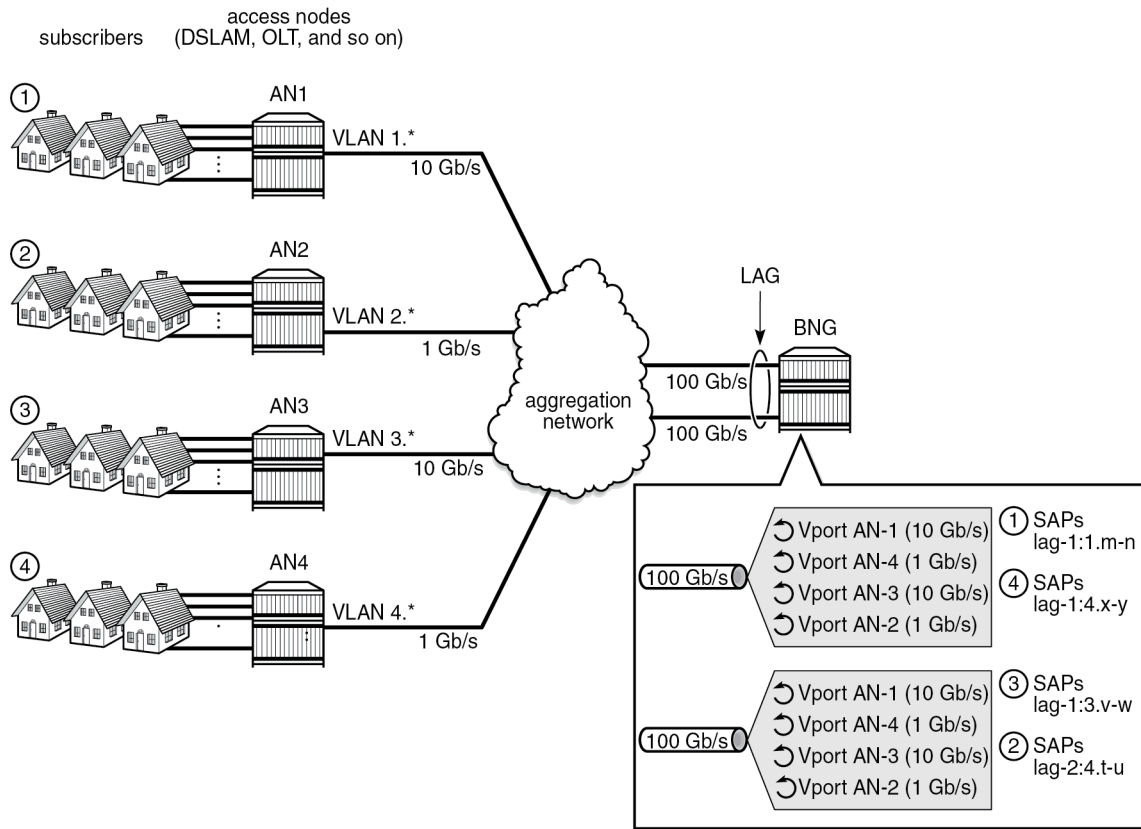 subscribers
access nodes
(DSLAM, OLT, and so on)
1
AN1
VLAN 1.*
10 Gb/s
2
AN2
VLAN 2.*
1 Gb/s
3
AN3
VLAN 3.*
10 Gb/s
4
AN4
VLAN 4.*
1 Gb/s
aggregation
network
LAG
BNG
100 Gb/s
100 Gb/s
100 Gb/s
Vport AN-1 (10 Gb/s)
Vport AN-4 (1 Gb/s)
Vport AN-3 (10 Gb/s)
Vport AN-2 (1 Gb/s)
1 SAPs
lag-1:1.m-n
4 SAPs
lag-1:4.x-y
100 Gb/s
Vport AN-1 (10 Gb/s)
Vport AN-4 (1 Gb/s)
Vport AN-3 (10 Gb/s)
Vport AN-2 (1 Gb/s)
3 SAPs
lag-1:3.v-w
2 SAPs
lag-2:4.t-u